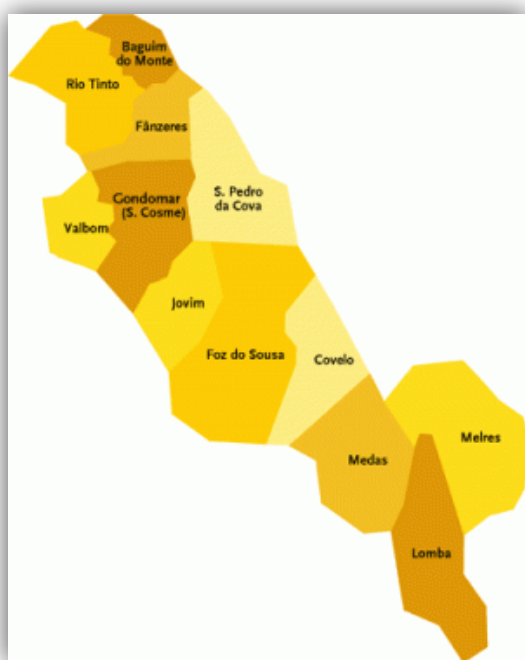 Baguim
do Monte
Rio Tinto
Fânzeres
S. Pedro
da Cova
Gondomar
(S. Cosme)
Valbom
Jovim
Foz do Sousa
Covelo
Melres
Medas
Lomba